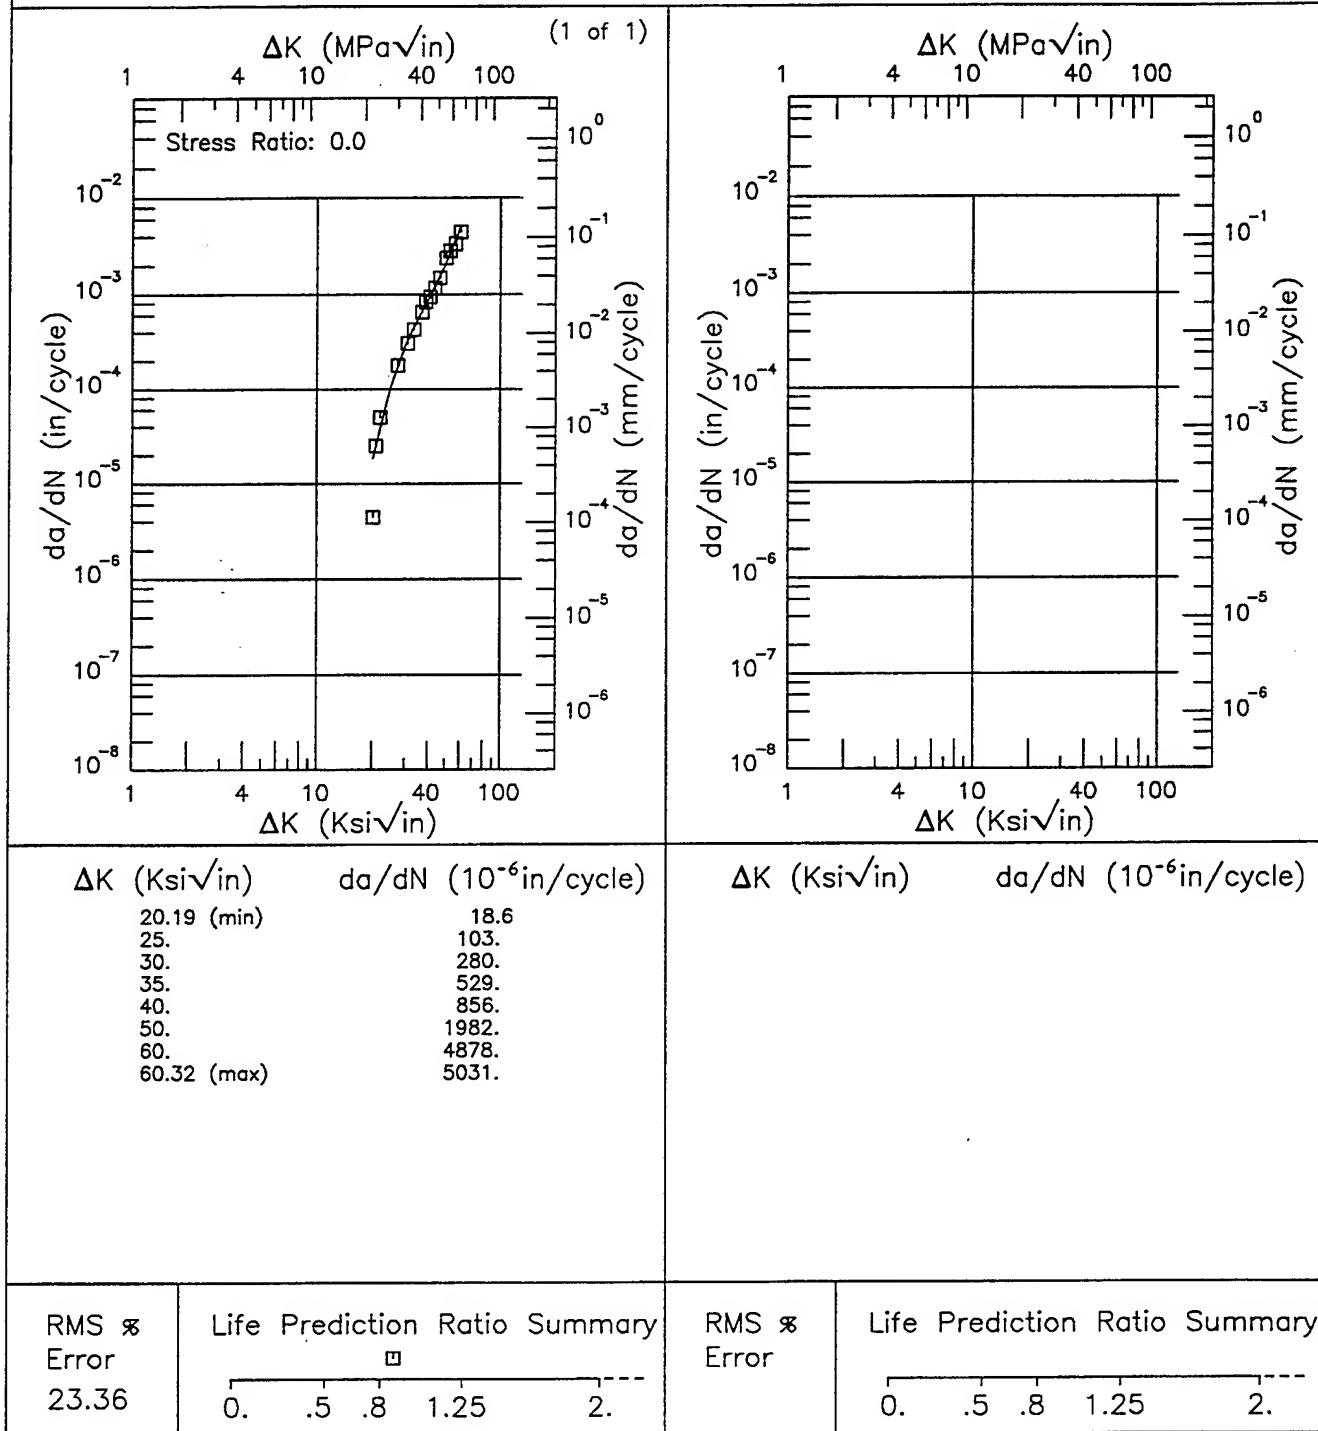 (1 of 1)
ΔK (MPa√in)
1 4 10 40 100
Stress Ratio: 0.0
10⁰
10⁻¹
10⁻²
10⁻³
10⁻⁴
10⁻⁵
10⁻⁶
da/dN (mm/cycle)
10⁻²
10⁻³
10⁻⁴
10⁻⁵
10⁻⁶
10⁻⁷
10⁻⁸
da/dN (in/cycle)
1 4 10 40 100
ΔK (Ksi√in)
ΔK (Ksi√in) da/dN (10⁻⁶in/cycle)
20.19 (min) 18.6
25. 103.
30. 280.
35. 529.
40. 856.
50. 1982.
60. 4878.
60.32 (max) 5031.
RMS %
Error
23.36
Life Prediction Ratio Summary
0. .5 .8 1.25 2.
ΔK (MPa√in)
1 4 10 40 100
10⁰
10⁻¹
10⁻²
10⁻³
10⁻⁴
10⁻⁵
10⁻⁶
da/dN (mm/cycle)
10⁻²
10⁻³
10⁻⁴
10⁻⁵
10⁻⁶
10⁻⁷
10⁻⁸
da/dN (in/cycle)
1 4 10 40 100
ΔK (Ksi√in)
ΔK (Ksi√in) da/dN (10⁻⁶in/cycle)
RMS %
Error
Life Prediction Ratio Summary
0. .5 .8 1.25 2.